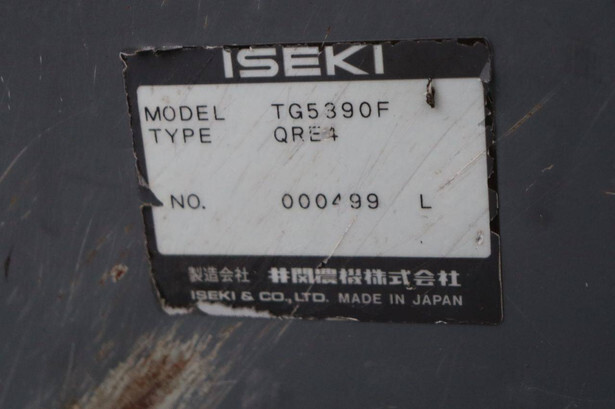 ISEKI
MODEL TG5390F
TYPE QRE4
NO. 000499 L
製造会社 井関農機株式会社
ISEKI & CO., LTD. MADE IN JAPAN